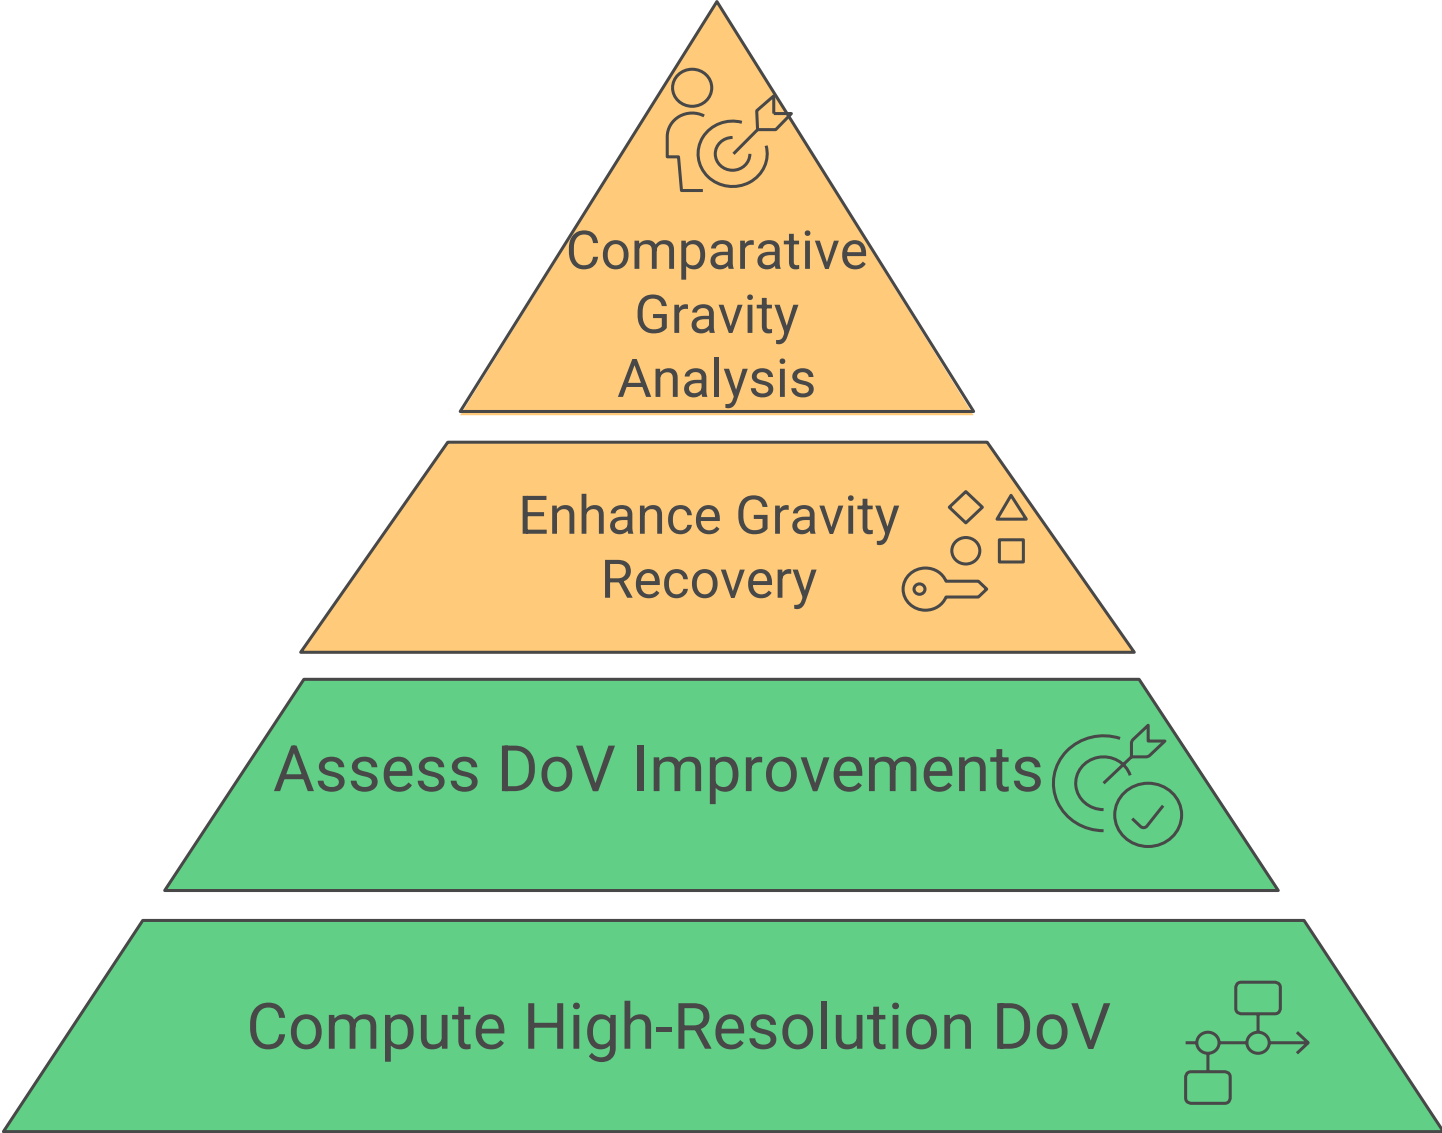 Comparative
Gravity
Analysis
Enhance Gravity
Recovery
Assess DoV Improvements
Compute High-Resolution DoV